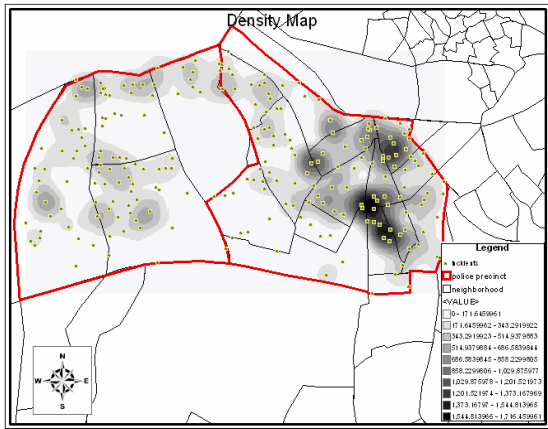 Density Map
N
W E
S
Legend
Incidents
police precinct
neighborhood
<VALUE>
0 - 171.6459961
171.6459962 - 343.2919922
343.2919923 - 514.9379883
514.9379884 - 686.5839844
686.5839845 - 858.2299805
858.2299806 - 1,029.875977
1,029.875978 - 1,201.521973
1,201.521974 - 1,373.167969
1,373.16797 - 1,544.813965
1,544.813966 - 1,716.459961